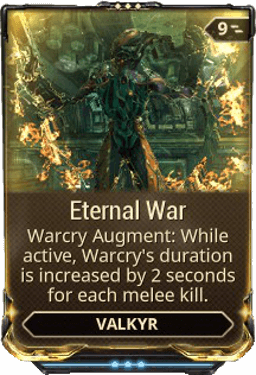 9
Eternal War
Warcry Augment: While
active, Warcry's duration
is increased by 2 seconds
for each melee kill.
VALKYR